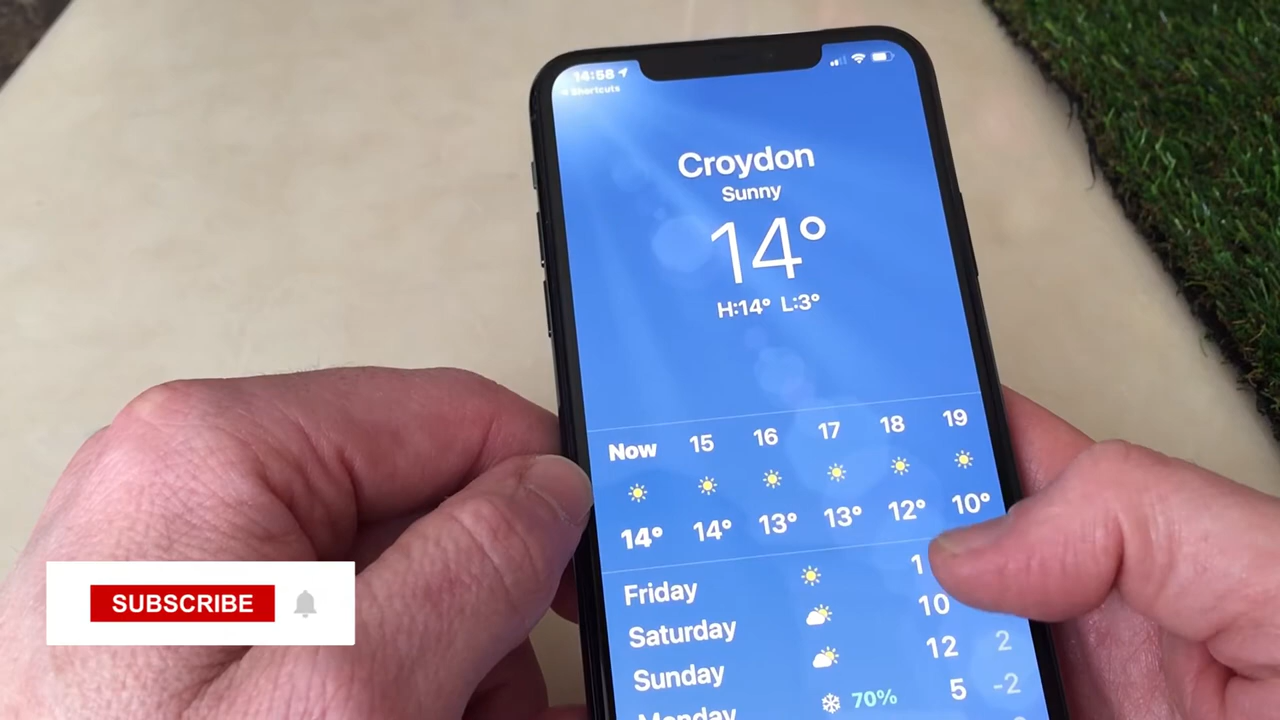 14:58
Shortcuts
Croydon
Sunny
14°
H:14° L:3°
Now 15 16 17 18 19
14° 14° 13° 13° 12° 10°
Friday
Saturday 10
Sunday 12 2
Monday 70% 5 -2
SUBSCRIBE